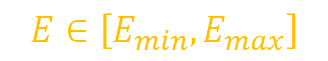 E ∈ [E_min, E_max]